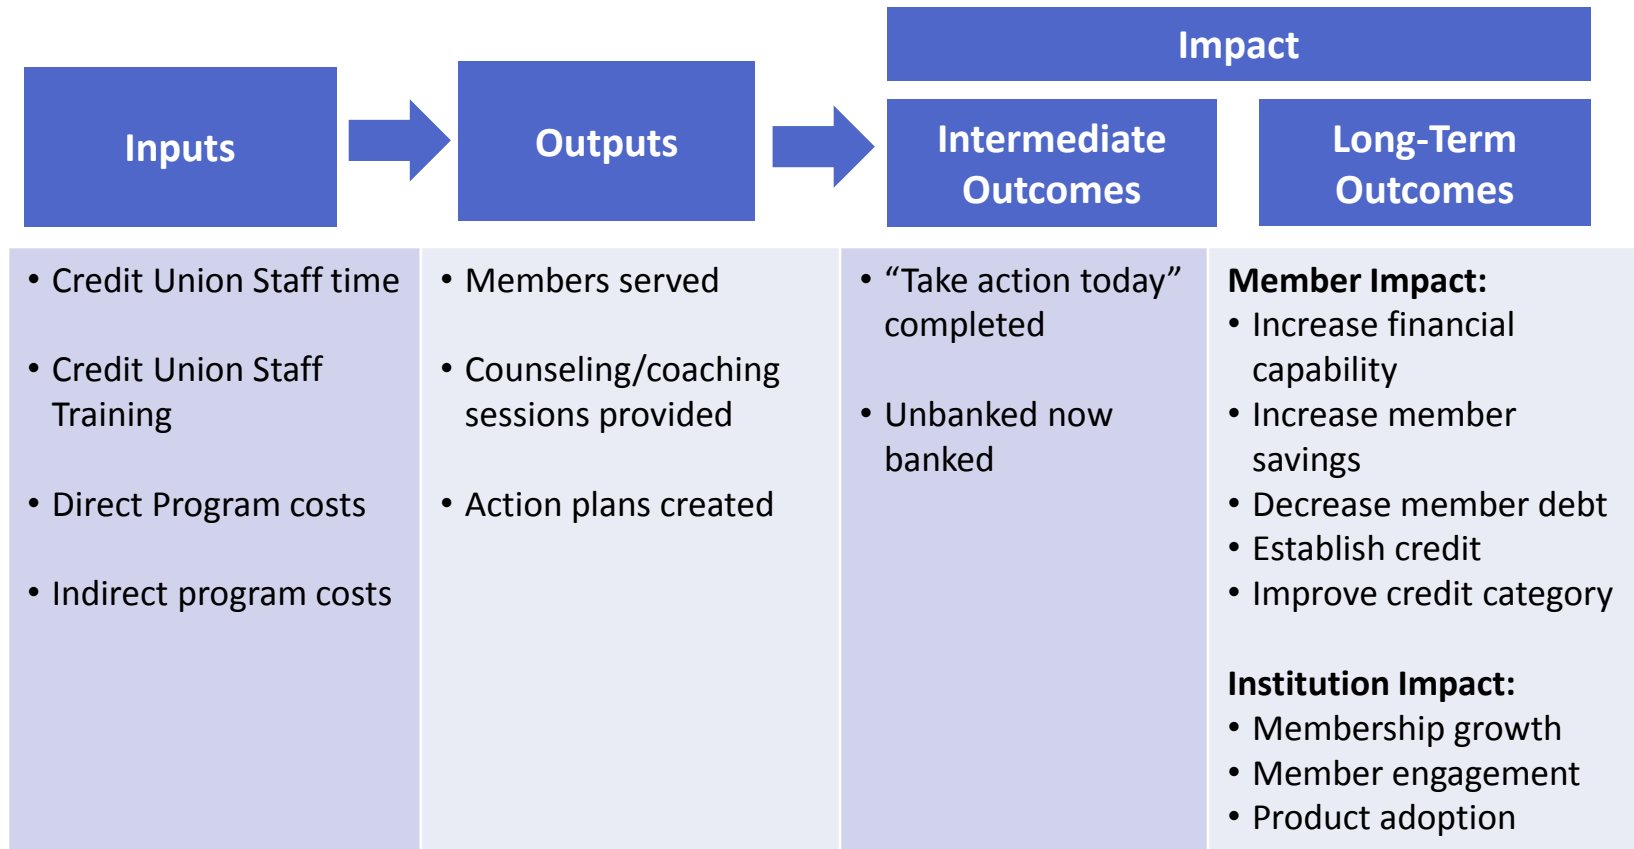 Impact
Inputs
Outputs
Intermediate
Outcomes
Long-Term
Outcomes
• Credit Union Staff time
• Credit Union Staff
Training
• Direct Program costs
• Indirect program costs
• Members served
• Counseling/coaching
sessions provided
• Action plans created
• “Take action today”
completed
• Unbanked now
banked
Member Impact:
• Increase financial
capability
• Increase member
savings
• Decrease member debt
• Establish credit
• Improve credit category
Institution Impact:
• Membership growth
• Member engagement
• Product adoption